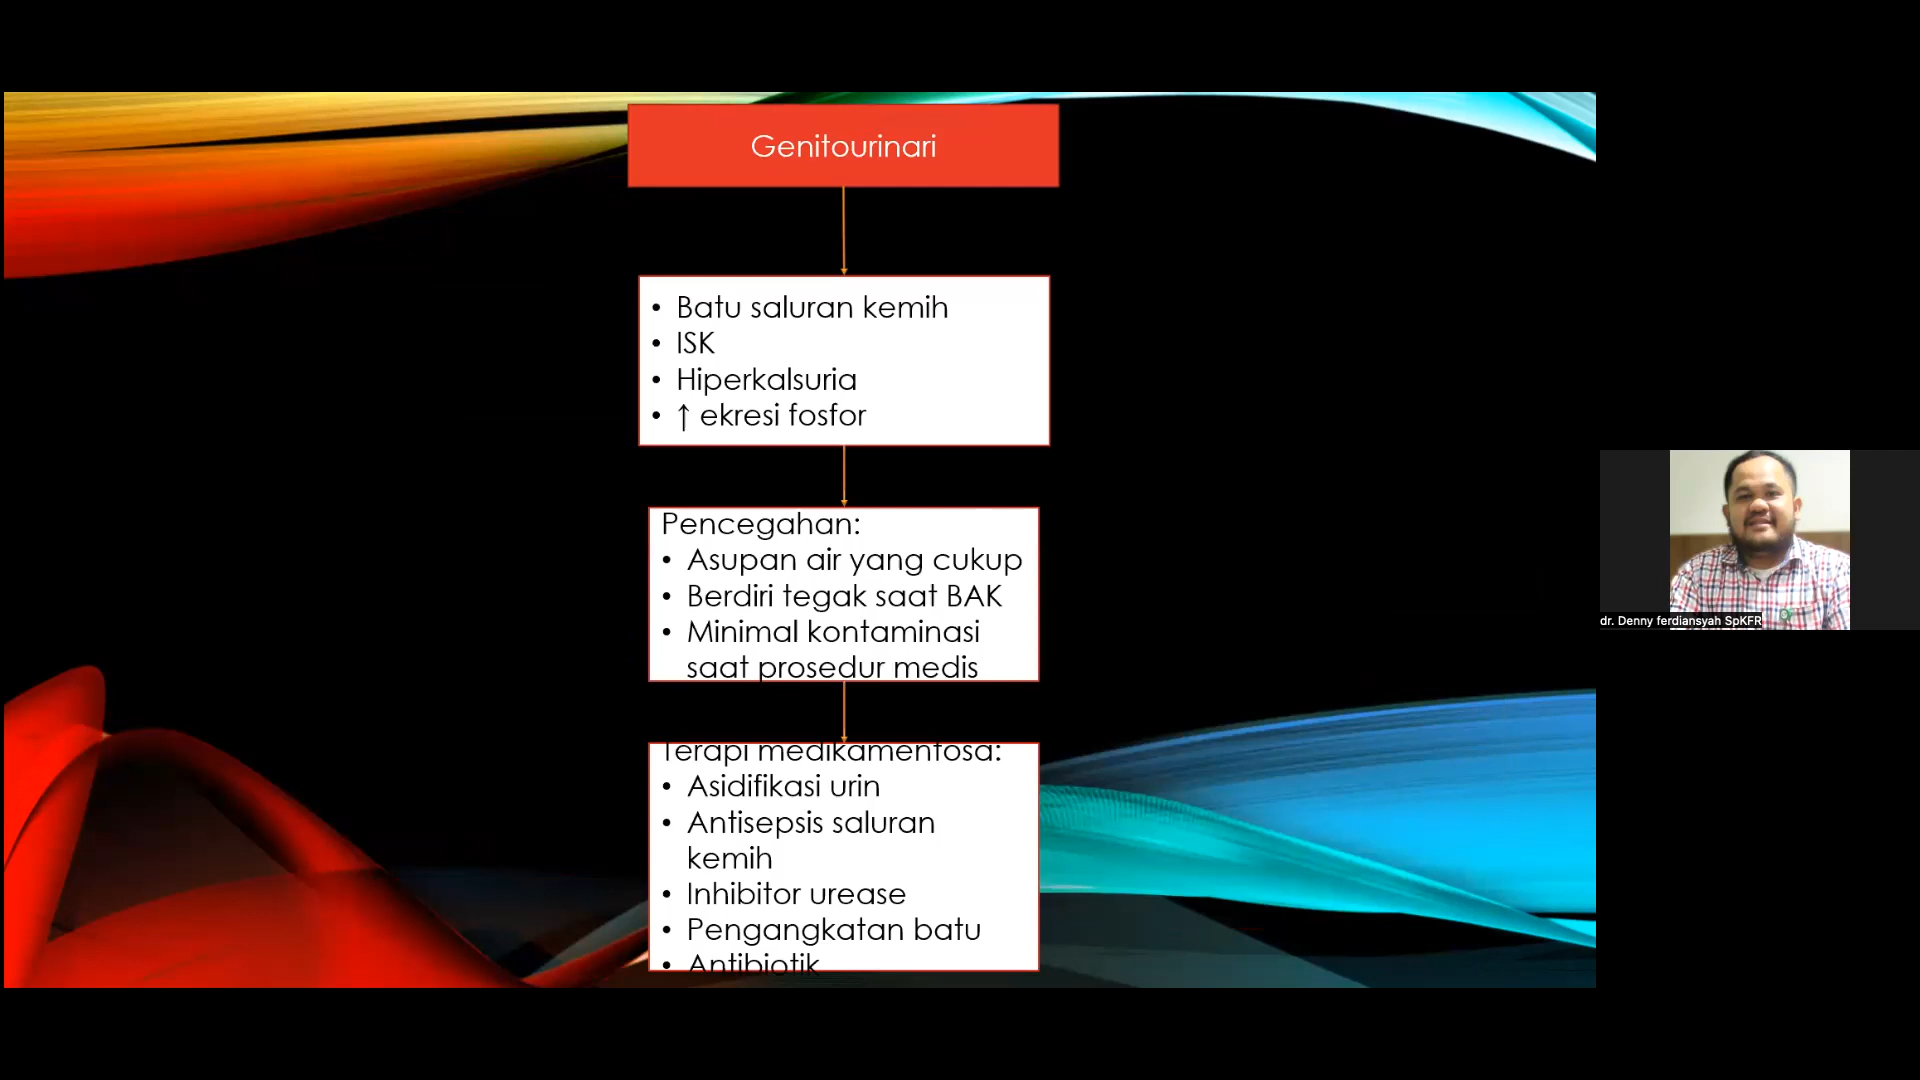 Genitourinari
• Batu saluran kemih
• ISK
• Hiperkalsuria
• ↑ ekresi fosfor
Pencegahan:
• Asupan air yang cukup
• Berdiri tegak saat BAK
• Minimal kontaminasi
saat prosedur medis
Terapi medikamentosa:
• Asidifikasi urin
• Antisepsis saluran
kemih
• Inhibitor urease
• Pengangkatan batu
• Antibiotik
dr. Denny ferdiansyah SpKFR